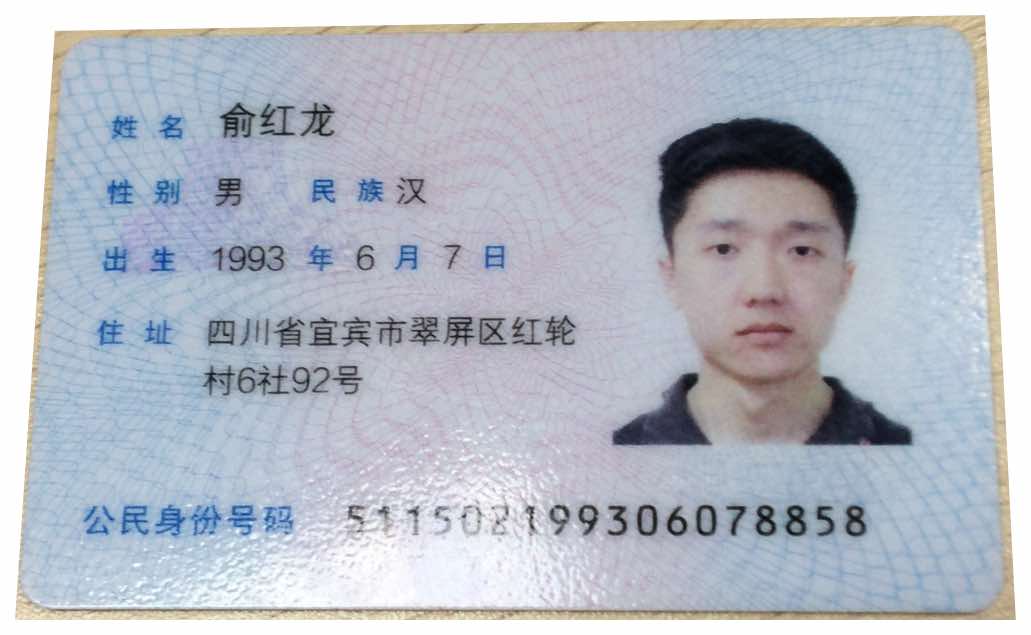 姓名 俞红龙
性别 男 民族 汉
出生 1993 年 6 月 7 日
住址 四川省宜宾市翠屏区红轮
村6社92号
公民身份号码 511502199306078858